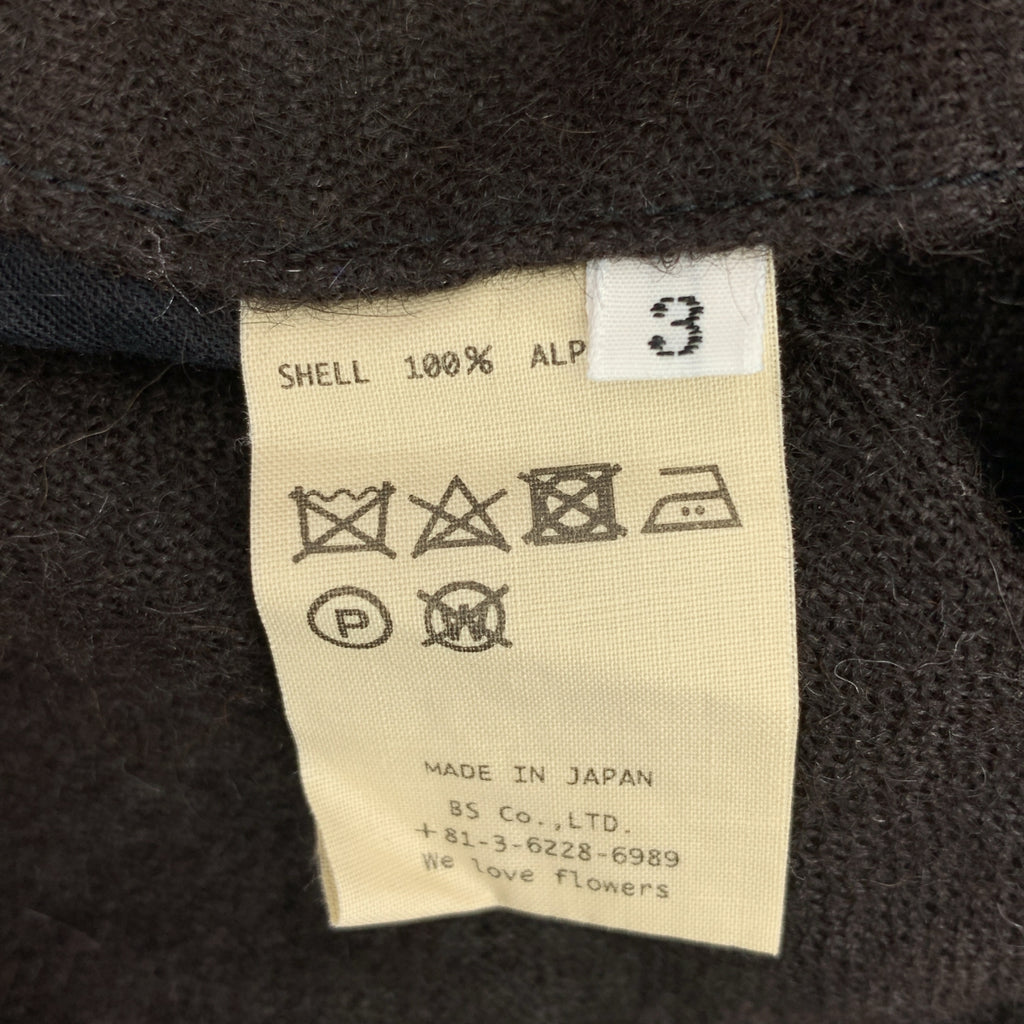 3
SHELL 100% ALP
P
W
MADE IN JAPAN
BS Co.,LTD.
+81-3-6228-6989
We love flowers